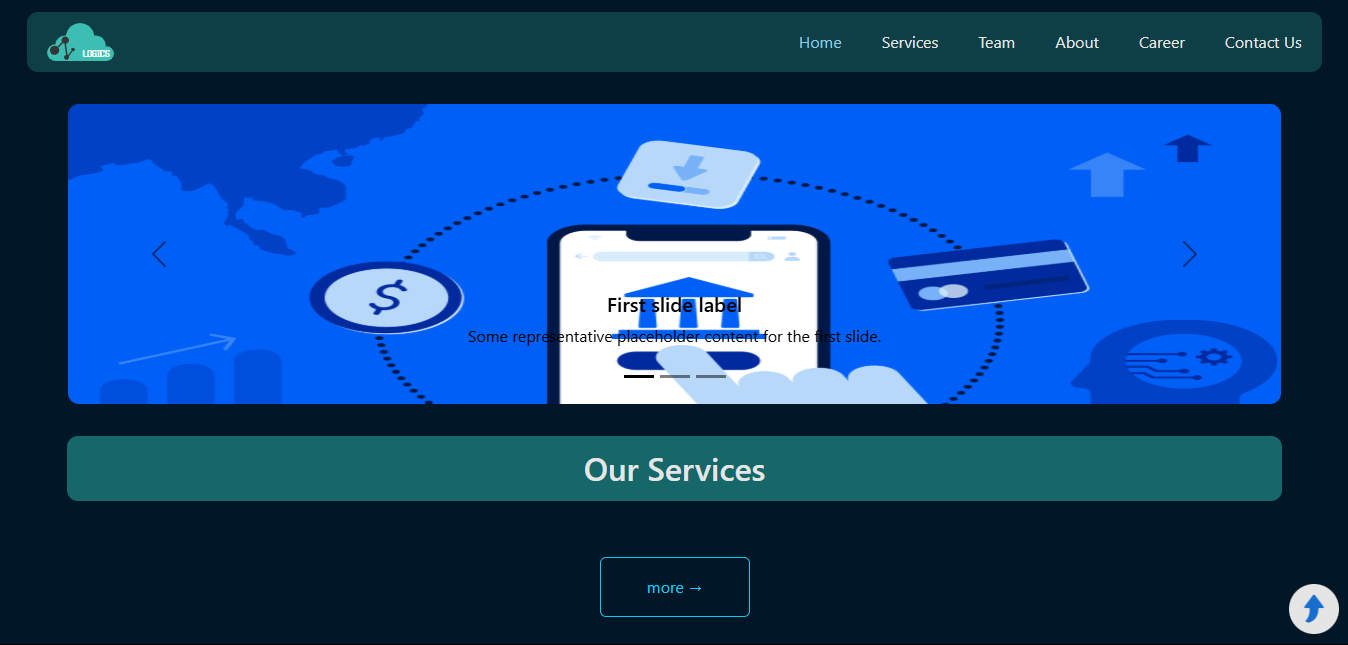 LOGICS
Home Services Team About Career Contact Us
$
First slide label
Some representative placeholder content for the first slide.
Our Services
more →